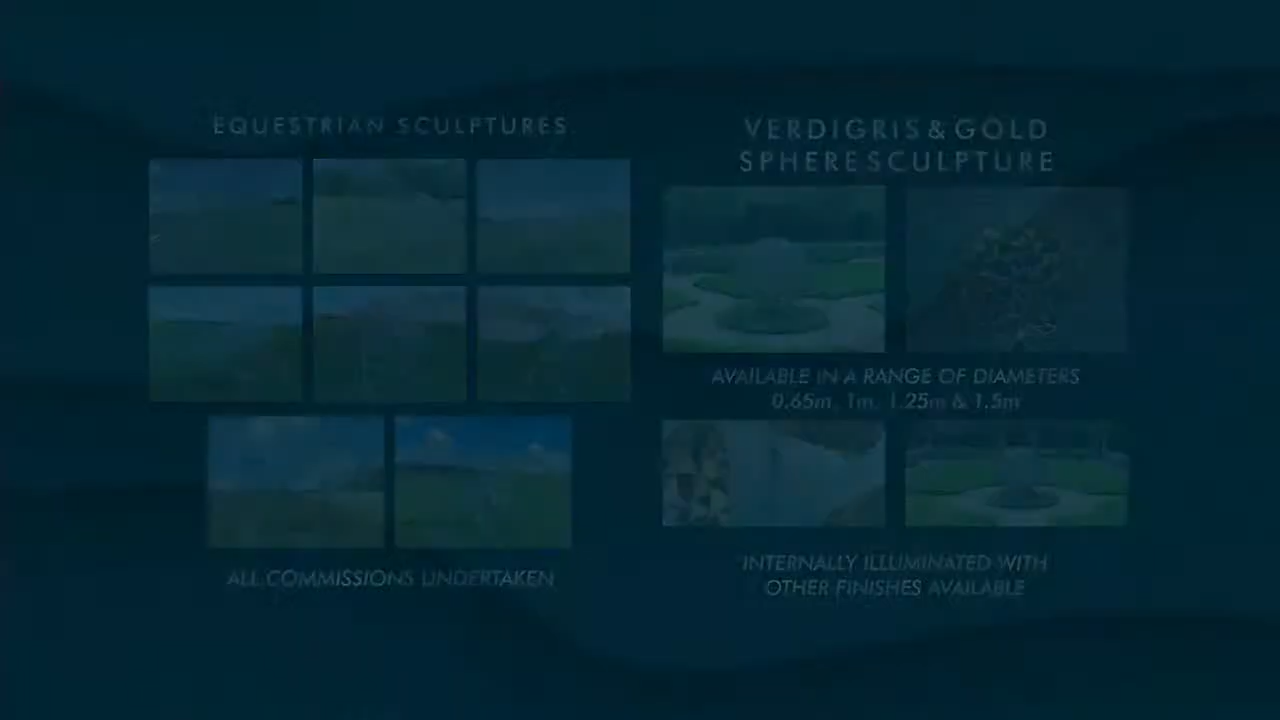 EQUESTRIAN SCULPTURES
ALL COMMISSIONS UNDERTAKEN
VERDIGRIS & GOLD
SPHERE SCULPTURE
AVAILABLE IN A RANGE OF DIAMETERS
0.65m, 1m, 1.25m & 1.5m
INTERNALLY ILLUMINATED WITH
OTHER FINISHES AVAILABLE